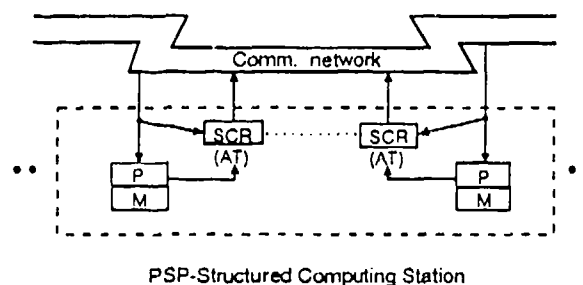 Comm. network
SCR SCR
(AT) (AT)
P P
M M
PSP-Structured Computing Station